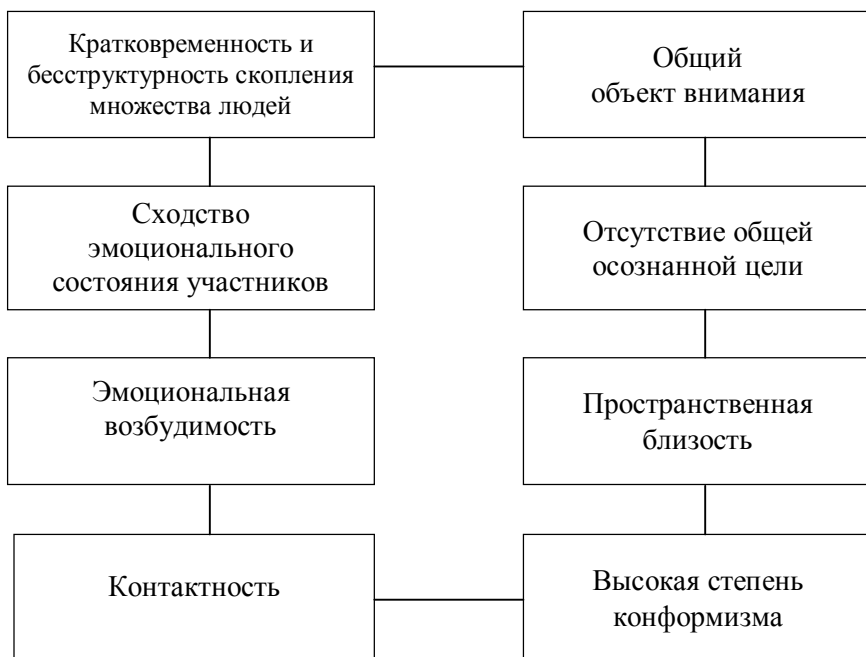 Кратковременность и
бесструктурность скопления
множества людей
Общий
объект внимания
Сходство
эмоционального
состояния участников
Отсутствие общей
осознанной цели
Эмоциональная
возбудимость
Пространственная
близость
Контактность
Высокая степень
конформизма